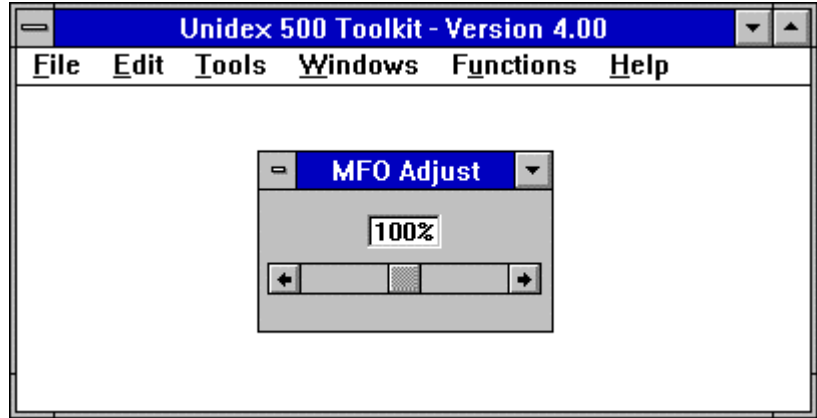 Unidex 500 Toolkit - Version 4.00
File Edit Tools Windows Functions Help
MFO Adjust
100%